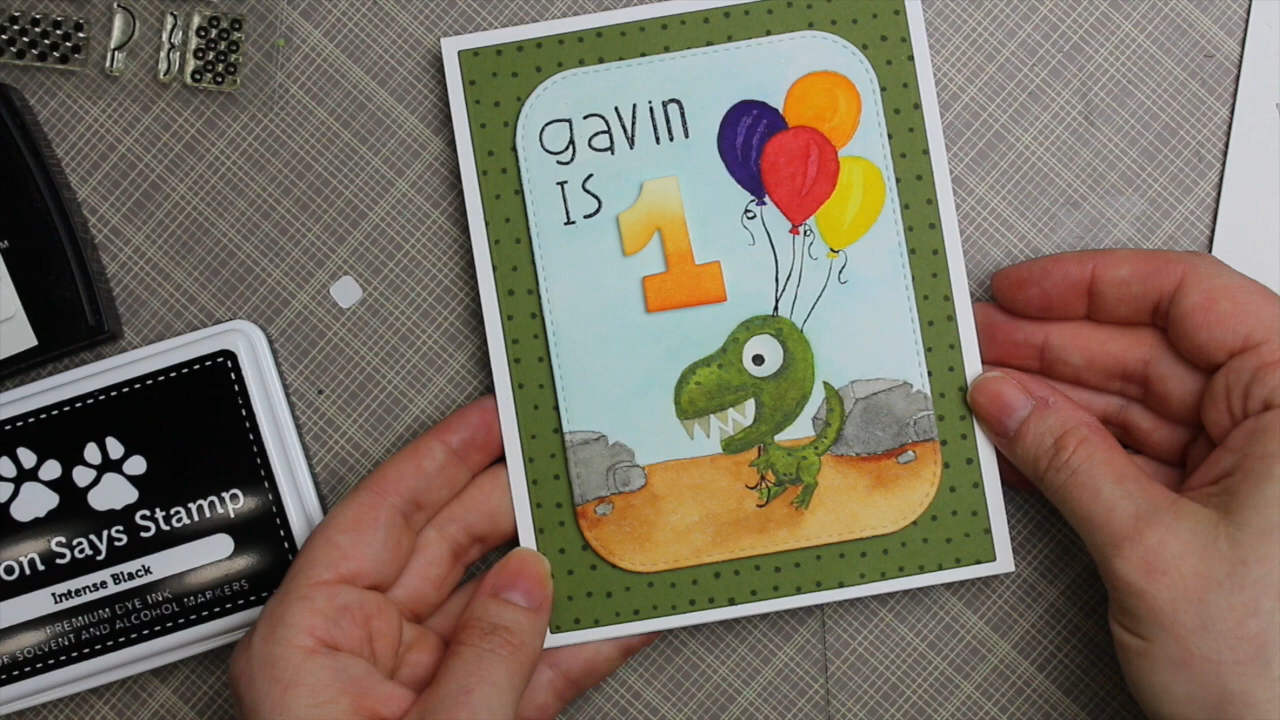 gavin
IS
1
on Says Stamp
Intense Black
PREMIUM DYE INK
OR SOLVENT AND ALCOHOL MARKERS